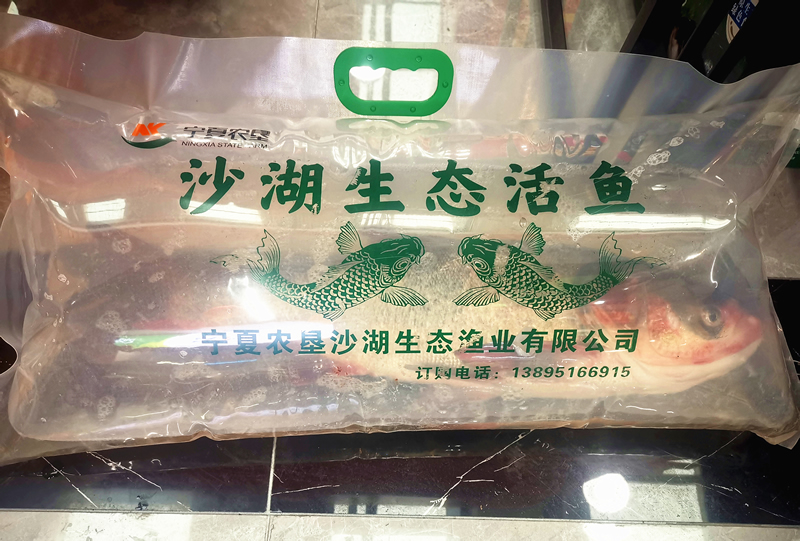 宁夏农垦
NINGXIA STATE FARM
沙湖生态活鱼
宁夏农垦沙湖生态渔业有限公司
订购电话：13895166915